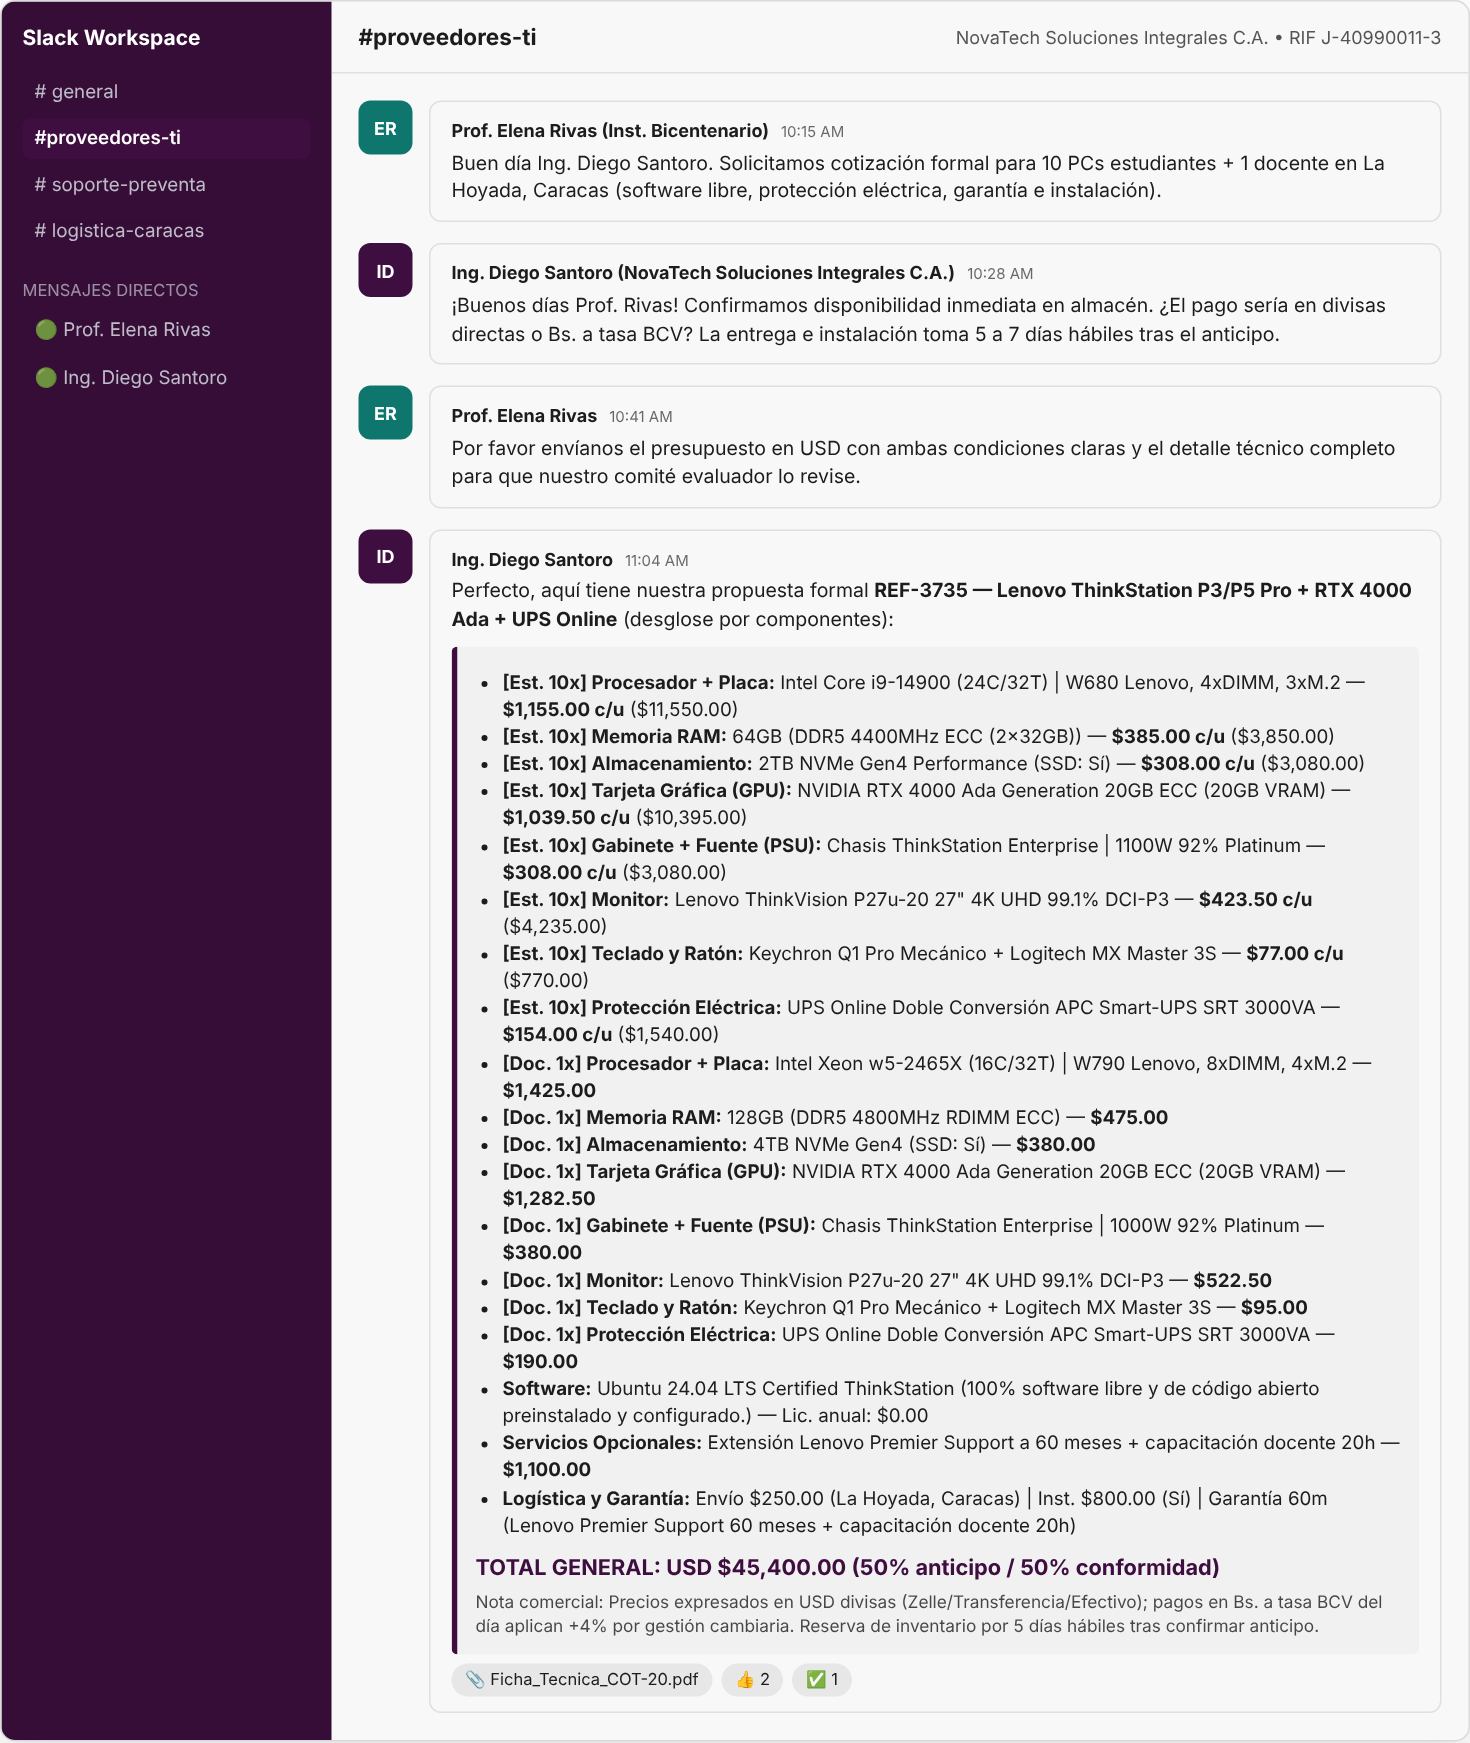 Slack Workspace
# general
#proveedores-ti
# soporte-preventa
# logistica-caracas
MENSAJES DIRECTOS
Prof. Elena Rivas
Ing. Diego Santoro
#proveedores-ti
NovaTech Soluciones Integrales C.A. • RIF J-40990011-3
ER
Prof. Elena Rivas (Inst. Bicentenario) 10:15 AM
Buen día Ing. Diego Santoro. Solicitamos cotización formal para 10 PCs estudiantes + 1 docente en La
Hoyada, Caracas (software libre, protección eléctrica, garantía e instalación).
ID
Ing. Diego Santoro (NovaTech Soluciones Integrales C.A.) 10:28 AM
¡Buenos días Prof. Rivas! Confirmamos disponibilidad inmediata en almacén. ¿El pago sería en divisas
directas o Bs. a tasa BCV? La entrega e instalación toma 5 a 7 días hábiles tras el anticipo.
ER
Prof. Elena Rivas 10:41 AM
Por favor envíanos el presupuesto en USD con ambas condiciones claras y el detalle técnico completo
para que nuestro comité evaluador lo revise.
ID
Ing. Diego Santoro 11:04 AM
Perfecto, aquí tiene nuestra propuesta formal REF-3735 — Lenovo ThinkStation P3/P5 Pro + RTX 4000
Ada + UPS Online (desglose por componentes):
• [Est. 10x] Procesador + Placa: Intel Core i9-14900 (24C/32T) | W680 Lenovo, 4xDIMM, 3xM.2 —
$1,155.00 c/u ($11,550.00)
• [Est. 10x] Memoria RAM: 64GB (DDR5 4400MHz ECC (2×32GB)) — $385.00 c/u ($3,850.00)
• [Est. 10x] Almacenamiento: 2TB NVMe Gen4 Performance (SSD: Sí) — $308.00 c/u ($3,080.00)
• [Est. 10x] Tarjeta Gráfica (GPU): NVIDIA RTX 4000 Ada Generation 20GB ECC (20GB VRAM) —
$1,039.50 c/u ($10,395.00)
• [Est. 10x] Gabinete + Fuente (PSU): Chasis ThinkStation Enterprise | 1100W 92% Platinum —
$308.00 c/u ($3,080.00)
• [Est. 10x] Monitor: Lenovo ThinkVision P27u-20 27" 4K UHD 99.1% DCI-P3 — $423.50 c/u
($4,235.00)
• [Est. 10x] Teclado y Ratón: Keychron Q1 Pro Mecánico + Logitech MX Master 3S — $77.00 c/u
($770.00)
• [Est. 10x] Protección Eléctrica: UPS Online Doble Conversión APC Smart-UPS SRT 3000VA —
$154.00 c/u ($1,540.00)
• [Doc. 1x] Procesador + Placa: Intel Xeon w5-2465X (16C/32T) | W790 Lenovo, 8xDIMM, 4xM.2 —
$1,425.00
• [Doc. 1x] Memoria RAM: 128GB (DDR5 4800MHz RDIMM ECC) — $475.00
• [Doc. 1x] Almacenamiento: 4TB NVMe Gen4 (SSD: Sí) — $380.00
• [Doc. 1x] Tarjeta Gráfica (GPU): NVIDIA RTX 4000 Ada Generation 20GB ECC (20GB VRAM) —
$1,282.50
• [Doc. 1x] Gabinete + Fuente (PSU): Chasis ThinkStation Enterprise | 1000W 92% Platinum —
$380.00
• [Doc. 1x] Monitor: Lenovo ThinkVision P27u-20 27" 4K UHD 99.1% DCI-P3 — $522.50
• [Doc. 1x] Teclado y Ratón: Keychron Q1 Pro Mecánico + Logitech MX Master 3S — $95.00
• [Doc. 1x] Protección Eléctrica: UPS Online Doble Conversión APC Smart-UPS SRT 3000VA —
$190.00
• Software: Ubuntu 24.04 LTS Certified ThinkStation (100% software libre y de código abierto
preinstalado y configurado.) — Lic. anual: $0.00
• Servicios Opcionales: Extensión Lenovo Premier Support a 60 meses + capacitación docente 20h —
$1,100.00
• Logística y Garantía: Envío $250.00 (La Hoyada, Caracas) | Inst. $800.00 (Sí) | Garantía 60m
(Lenovo Premier Support 60 meses + capacitación docente 20h)
TOTAL GENERAL: USD $45,400.00 (50% anticipo / 50% conformidad)
Nota comercial: Precios expresados en USD divisas (Zelle/Transferencia/Efectivo); pagos en Bs. a tasa BCV del
día aplican +4% por gestión cambiaria. Reserva de inventario por 5 días hábiles tras confirmar anticipo.
📎 Ficha_Tecnica_COT-20.pdf 👍 2 ✅ 1